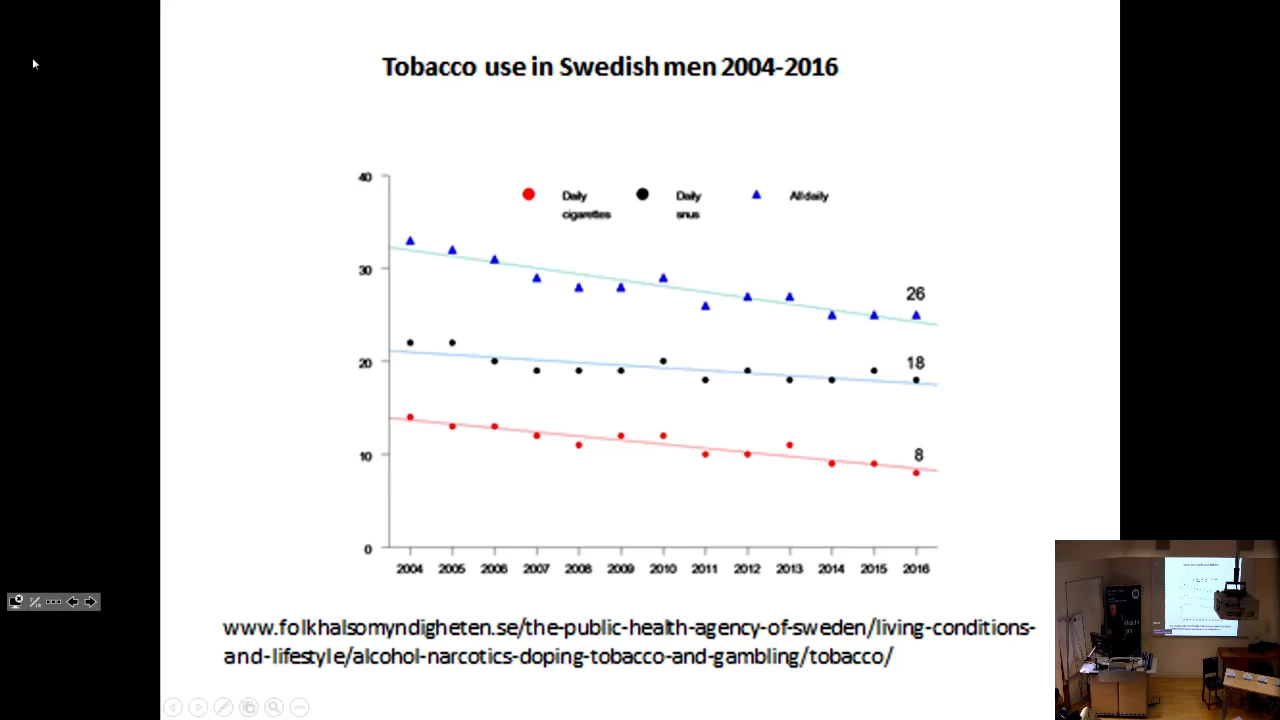 Tobacco use in Swedish men 2004-2016
40
Daily
cigarettes
Daily
snus
All daily
30
26
20
18
10
8
0
2004 2005 2006 2007 2008 2009 2010 2011 2012 2013 2014 2015 2016
www.folkhalsomyndigheten.se/the-public-health-agency-of-sweden/living-conditions-
and-lifestyle/alcohol-narcotics-doping-tobacco-and-gambling/tobacco/